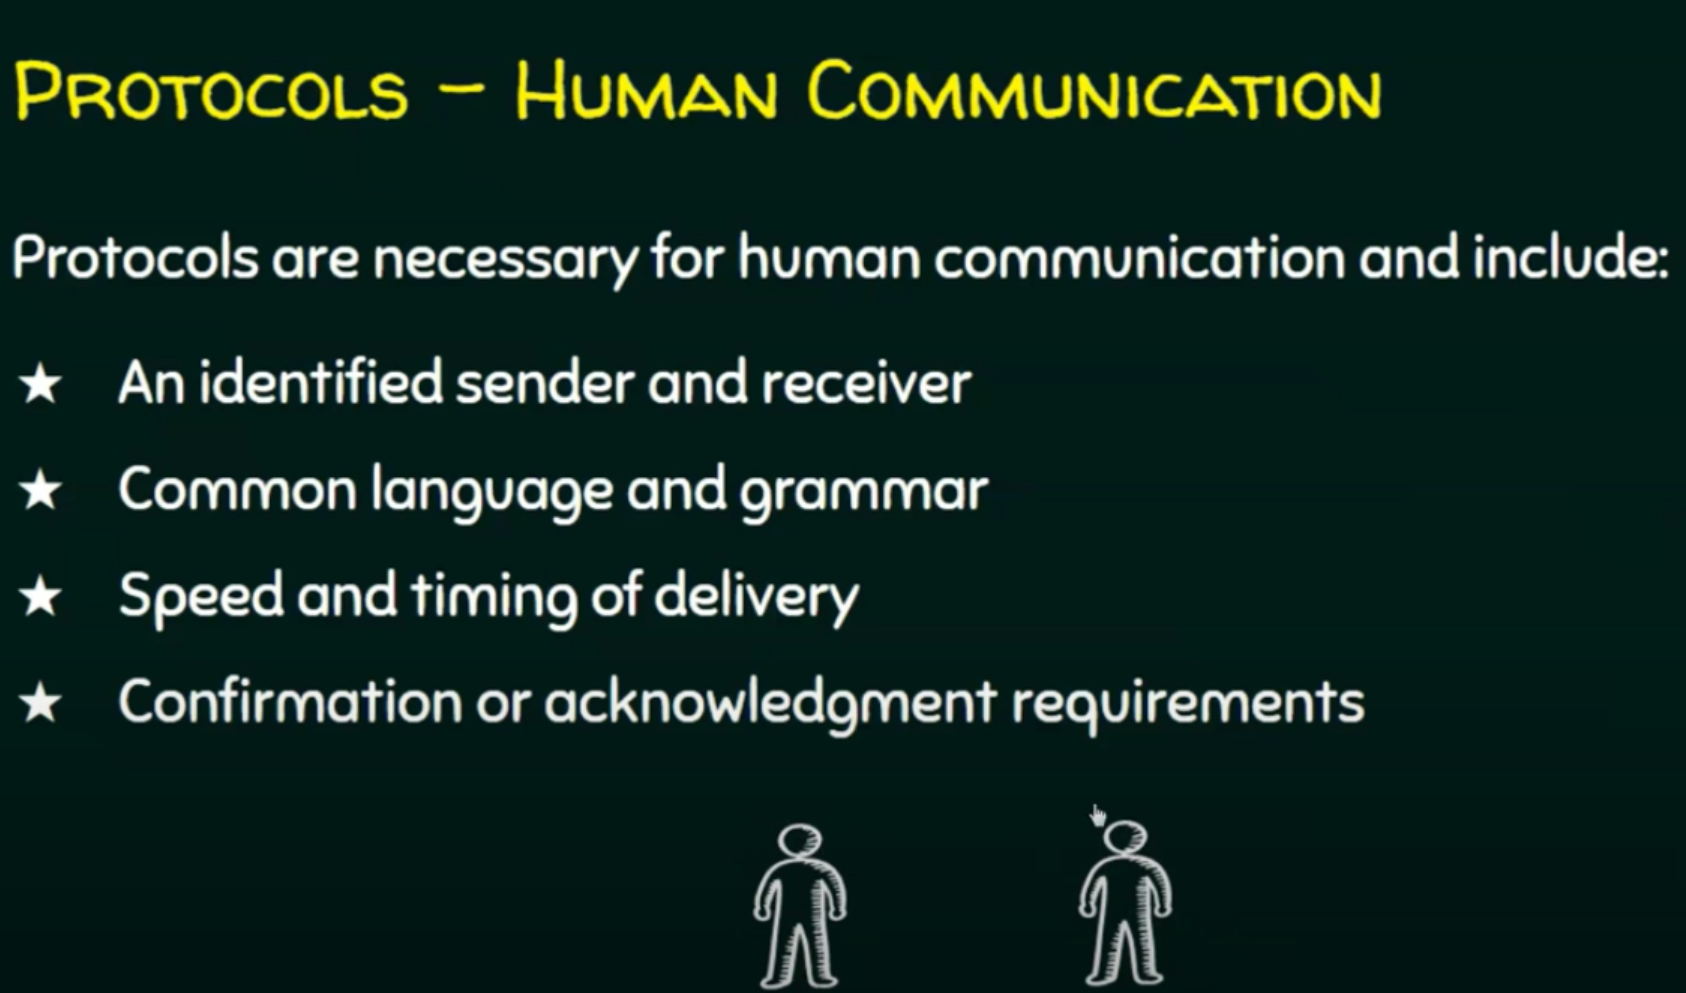 Protocols – Human Communication
Protocols are necessary for human communication and include:
★ An identified sender and receiver
★ Common language and grammar
★ Speed and timing of delivery
★ Confirmation or acknowledgment requirements